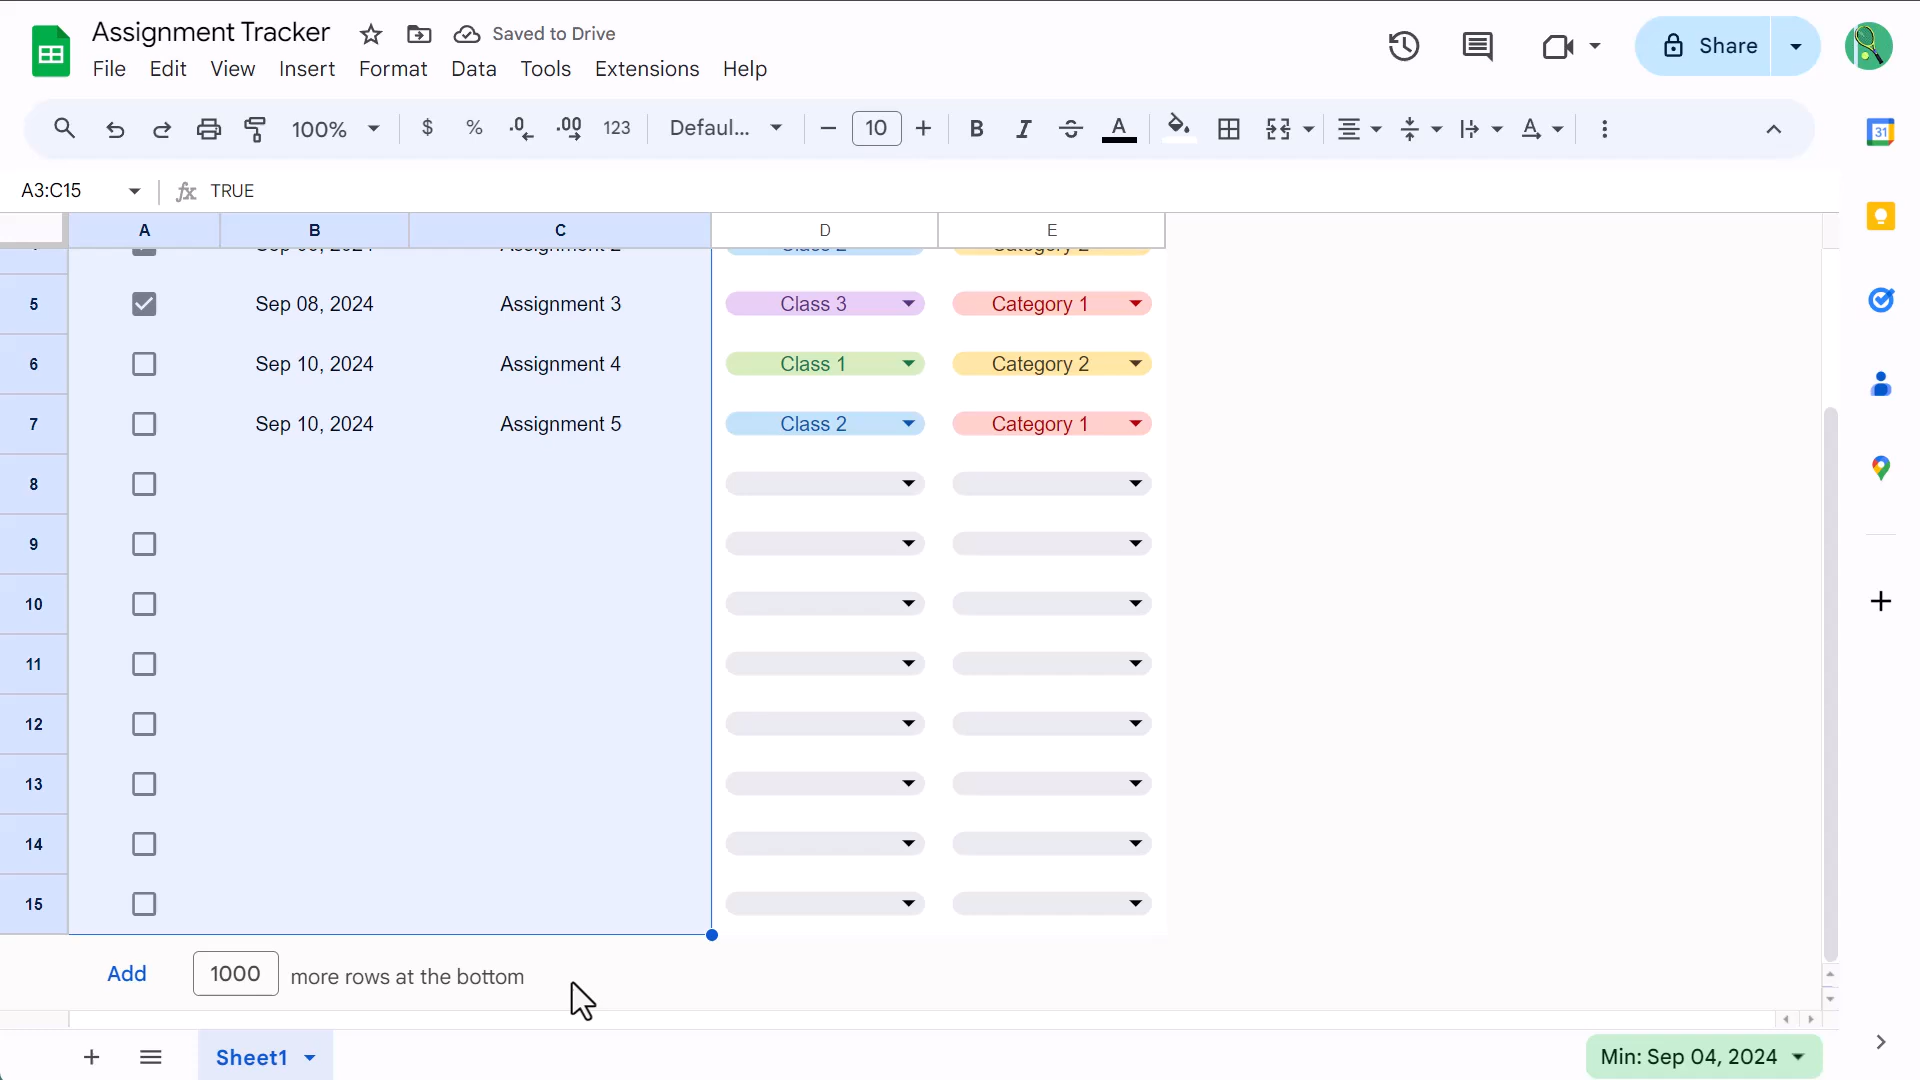 Assignment Tracker
Saved to Drive
File Edit View Insert Format Data Tools Extensions Help
Share
100% $ % .0 .00 123 Defaul... 10 B I S A
A3:C15 fx TRUE
A B C D E
5 Sep 08, 2024 Assignment 3 Class 3 Category 1
6 Sep 10, 2024 Assignment 4 Class 1 Category 2
7 Sep 10, 2024 Assignment 5 Class 2 Category 1
8
9
10
11
12
13
14
15
Add 1000 more rows at the bottom
Sheet1
Min: Sep 04, 2024
31